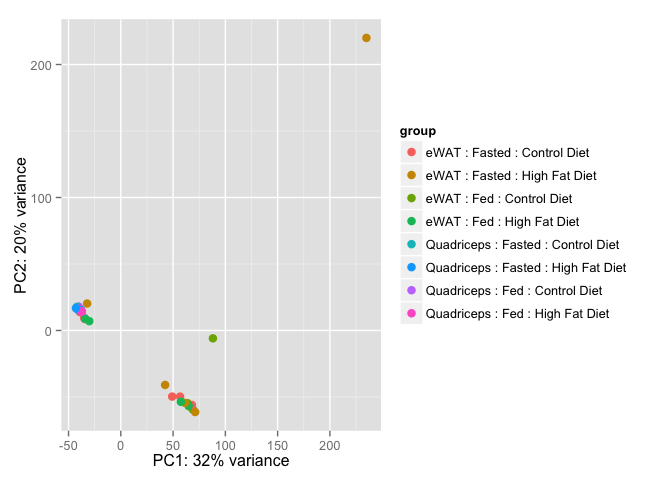 200
100
0
-50
0
50
100
150
200
PC1: 32% variance
PC2: 20% variance
group
eWAT : Fasted : Control Diet
eWAT : Fasted : High Fat Diet
eWAT : Fed : Control Diet
eWAT : Fed : High Fat Diet
Quadriceps : Fasted : Control Diet
Quadriceps : Fasted : High Fat Diet
Quadriceps : Fed : Control Diet
Quadriceps : Fed : High Fat Diet